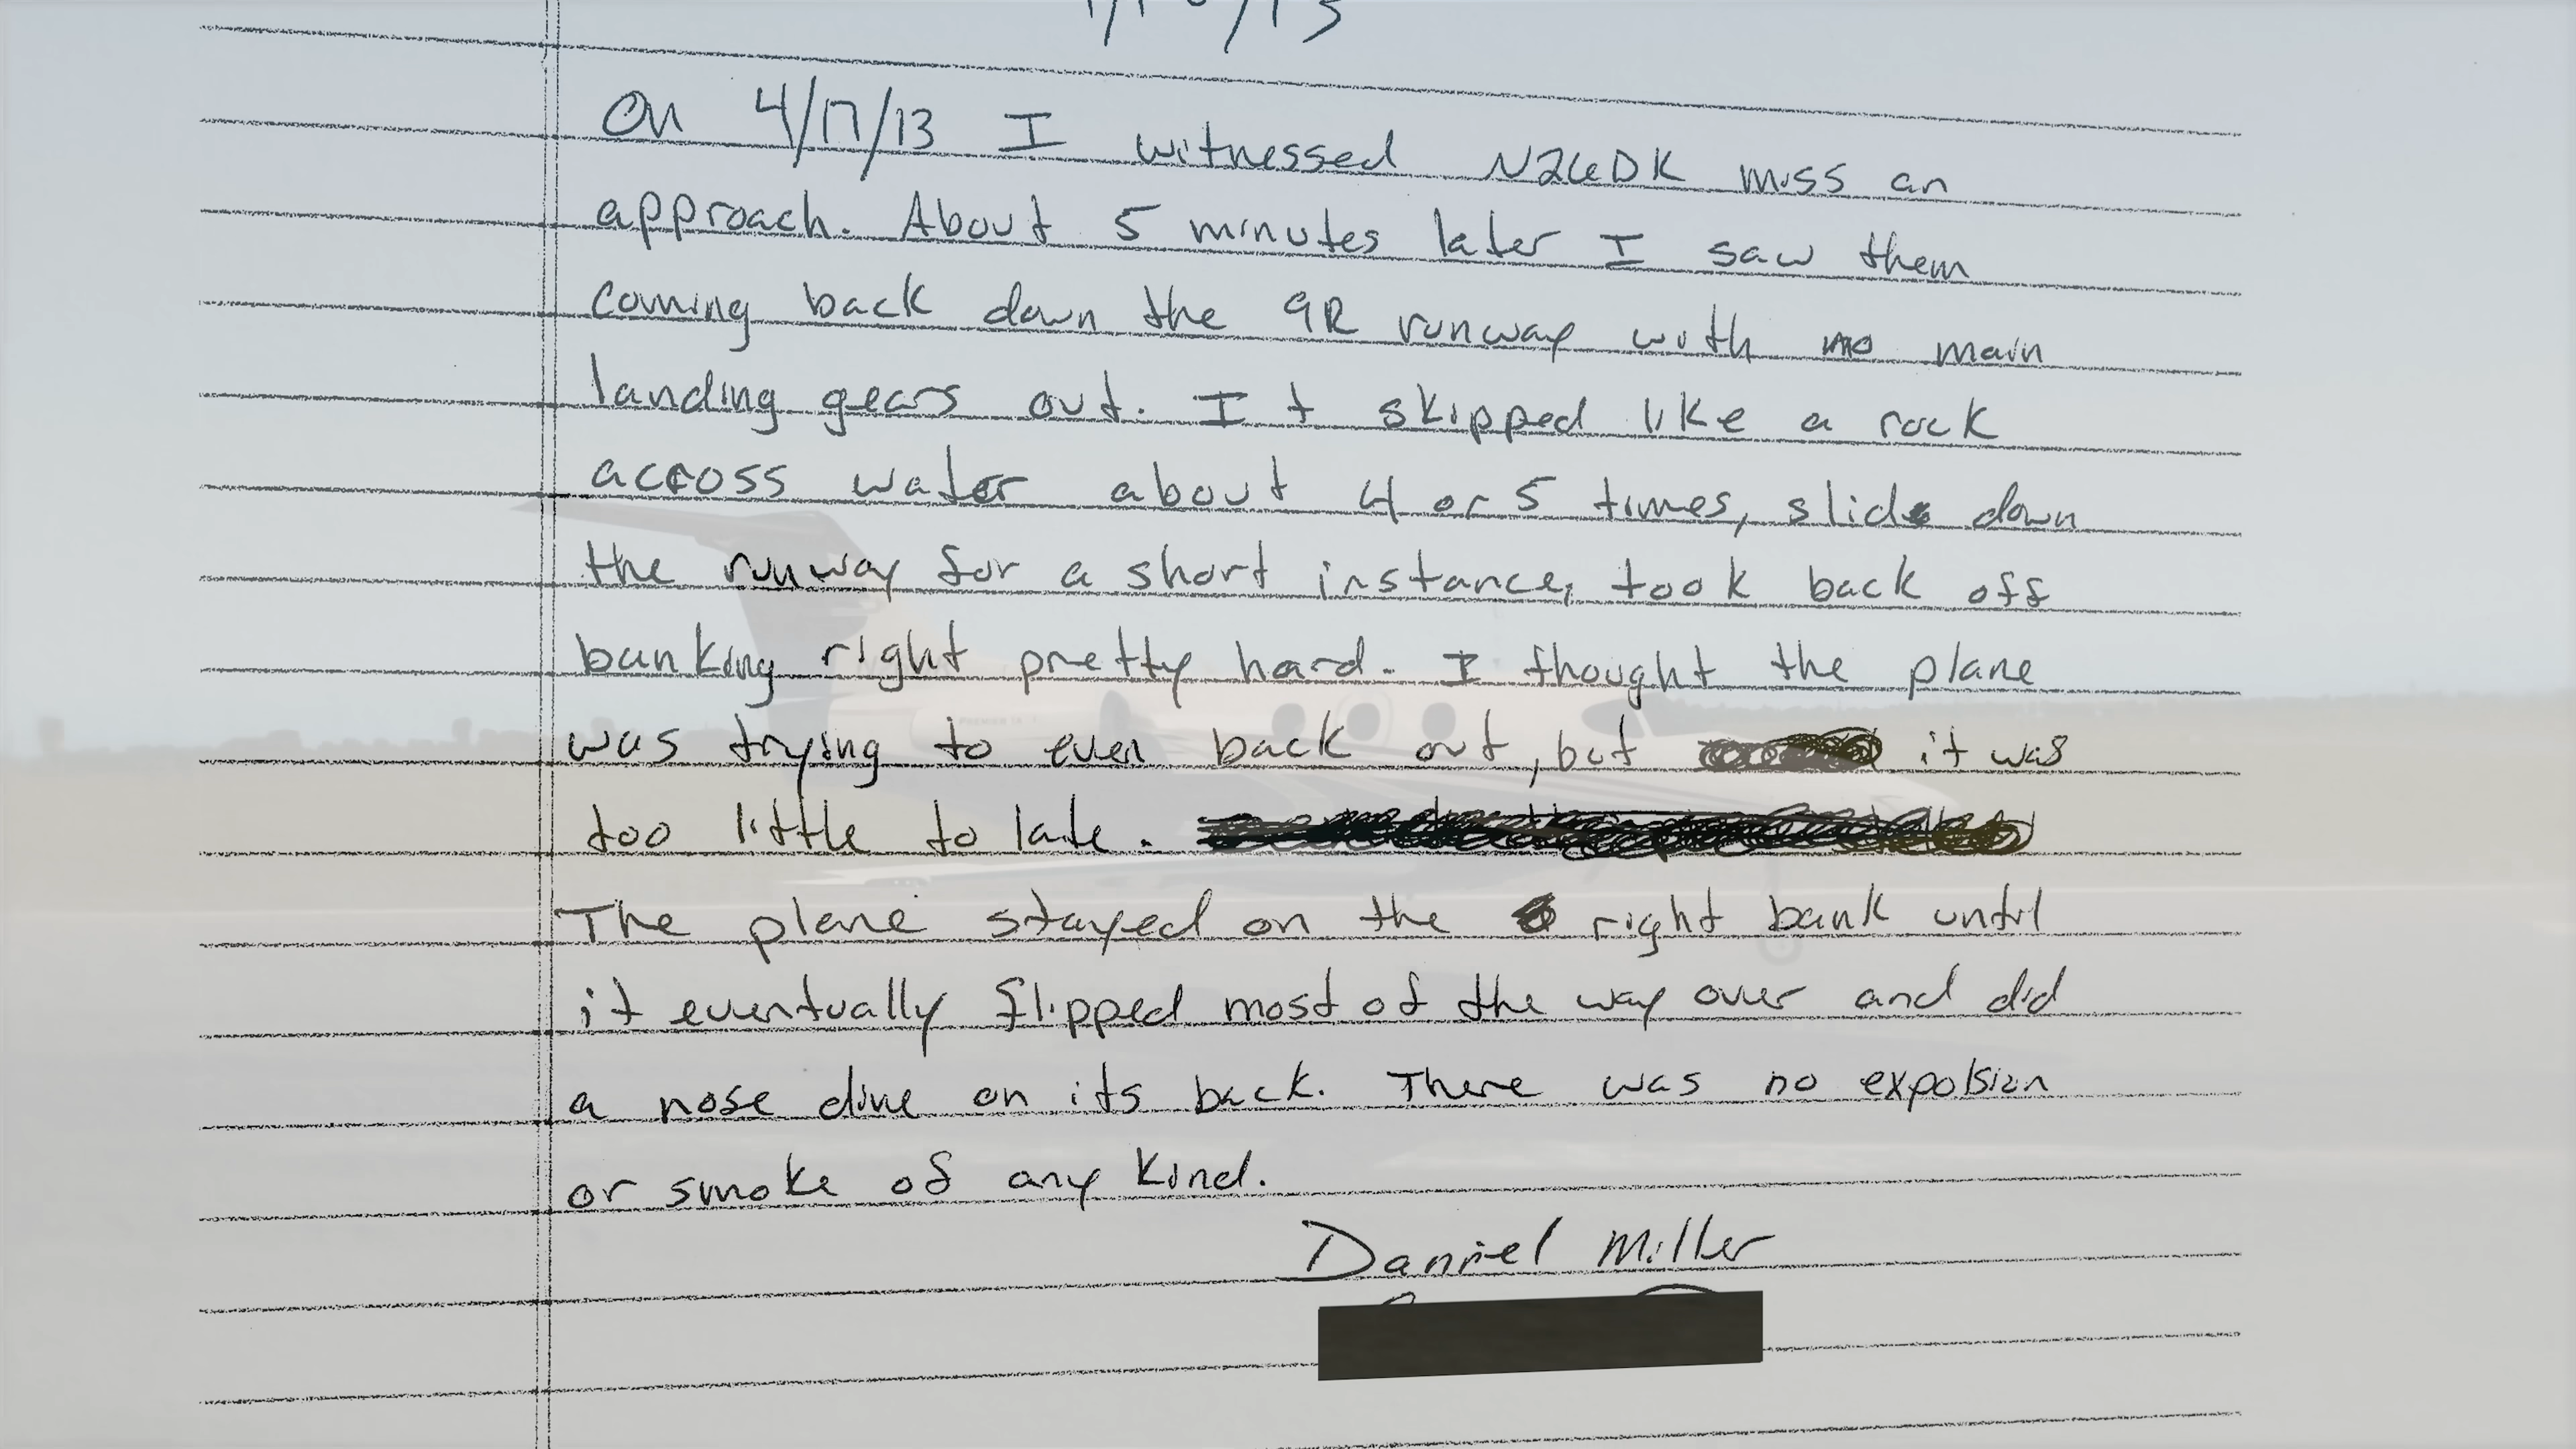 On 4/17/13 I witnessed N26DK miss an
approach. About 5 minutes later I saw them
coming back down the 9R runway with no main
landing gears out. It skipped like a rock
across water about 4 or 5 times, slid down
the runway for a short instance, took back off
banking right pretty hard. I thought the plane
was trying to even back out, but it was
too little to late.
The plane stayed on the right bank until
it eventually flipped most of the way over and did
a nose dive on its back. There was no expolsion
or smoke of any kind.
Daniel Miller